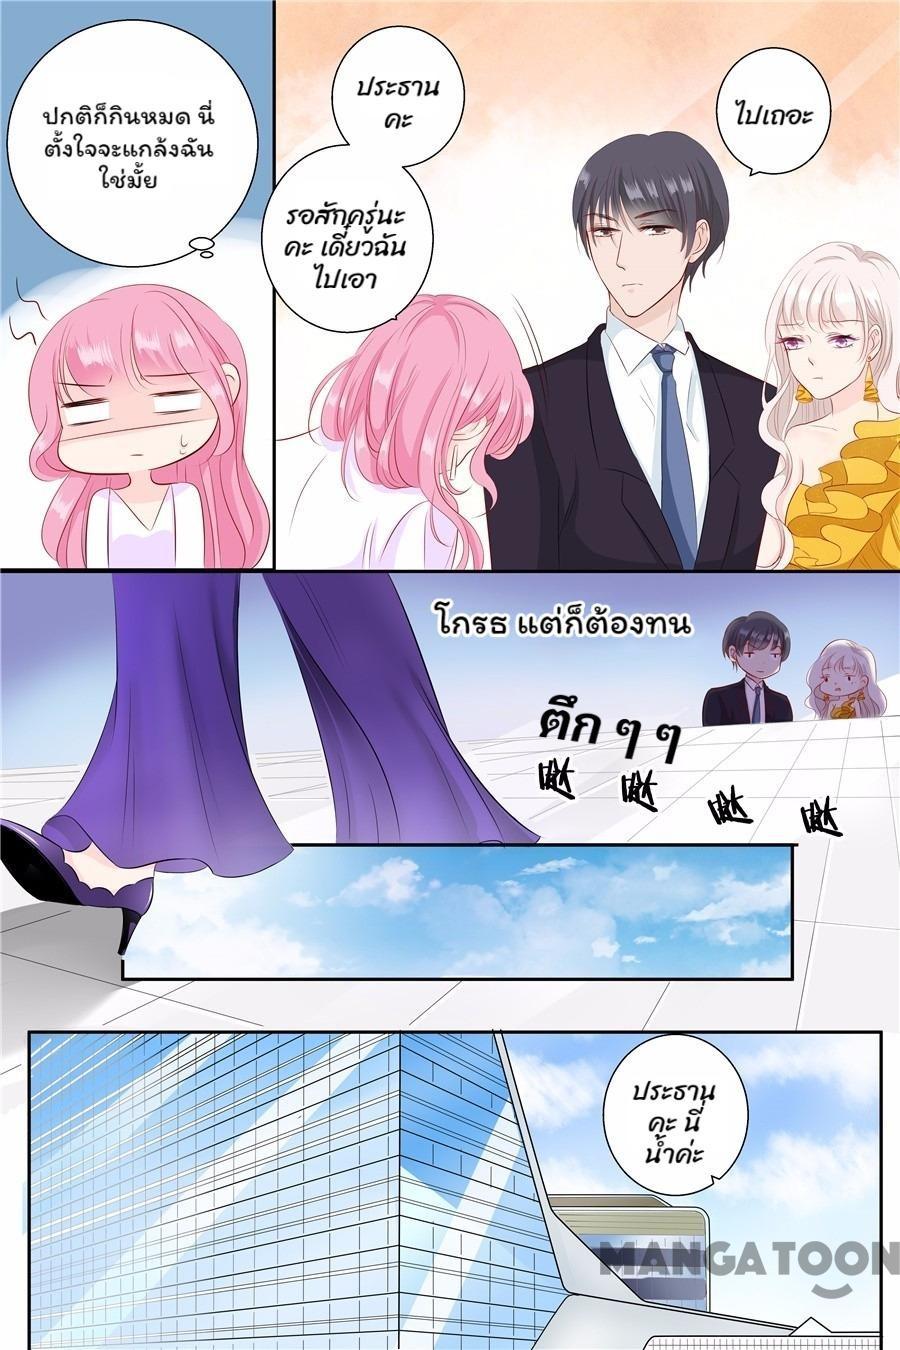 ปกติก็กินหมด นี่
ตั้งใจจะแกล้งฉัน
ใช่มั้ย
ประธาน
คะ
รอสักครู่นะ
คะ เดี๋ยวฉัน
ไปเอา
ไปเถอะ
โกรธ แต่ก็ต้องทน
ตึก ๆ ๆ
哒 哒 哒 哒
ประธาน
คะ นี่
น้ำค่ะ
MANGATOON